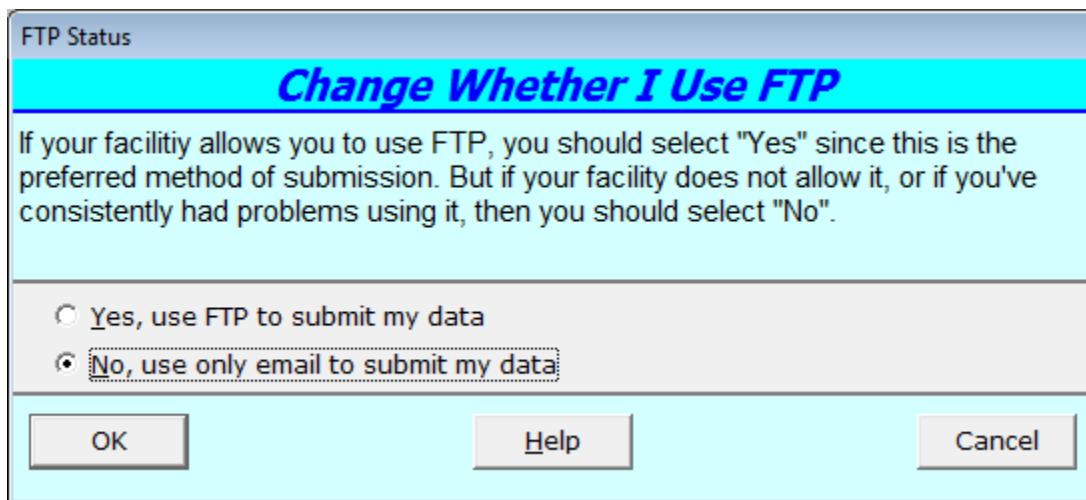 FTP Status
Change Whether I Use FTP
If your facilitiy allows you to use FTP, you should select "Yes" since this is the
preferred method of submission. But if your facility does not allow it, or if you've
consistently had problems using it, then you should select "No".
Yes, use FTP to submit my data
No, use only email to submit my data
OK
Help
Cancel